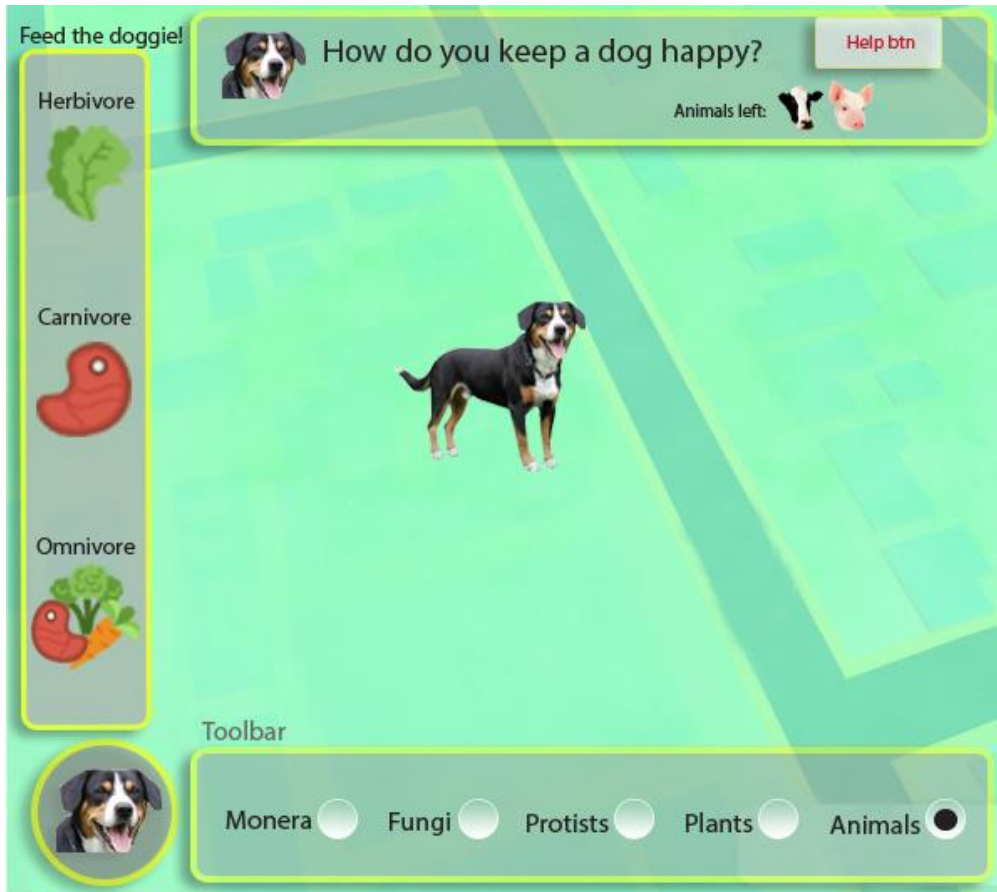 Feed the doggie!
How do you keep a dog happy?
Help btn
Animals left:
Herbivore
Carnivore
Omnivore
Toolbar
Monera Fungi Protists Plants Animals